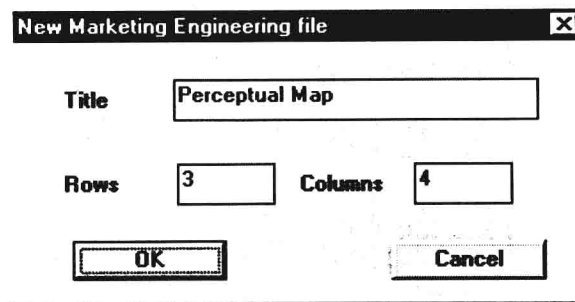 New Marketing Engineering file
Title Perceptual Map
Rows 3 Columns 4
OK Cancel